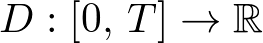 D : [0, T] → ℝ